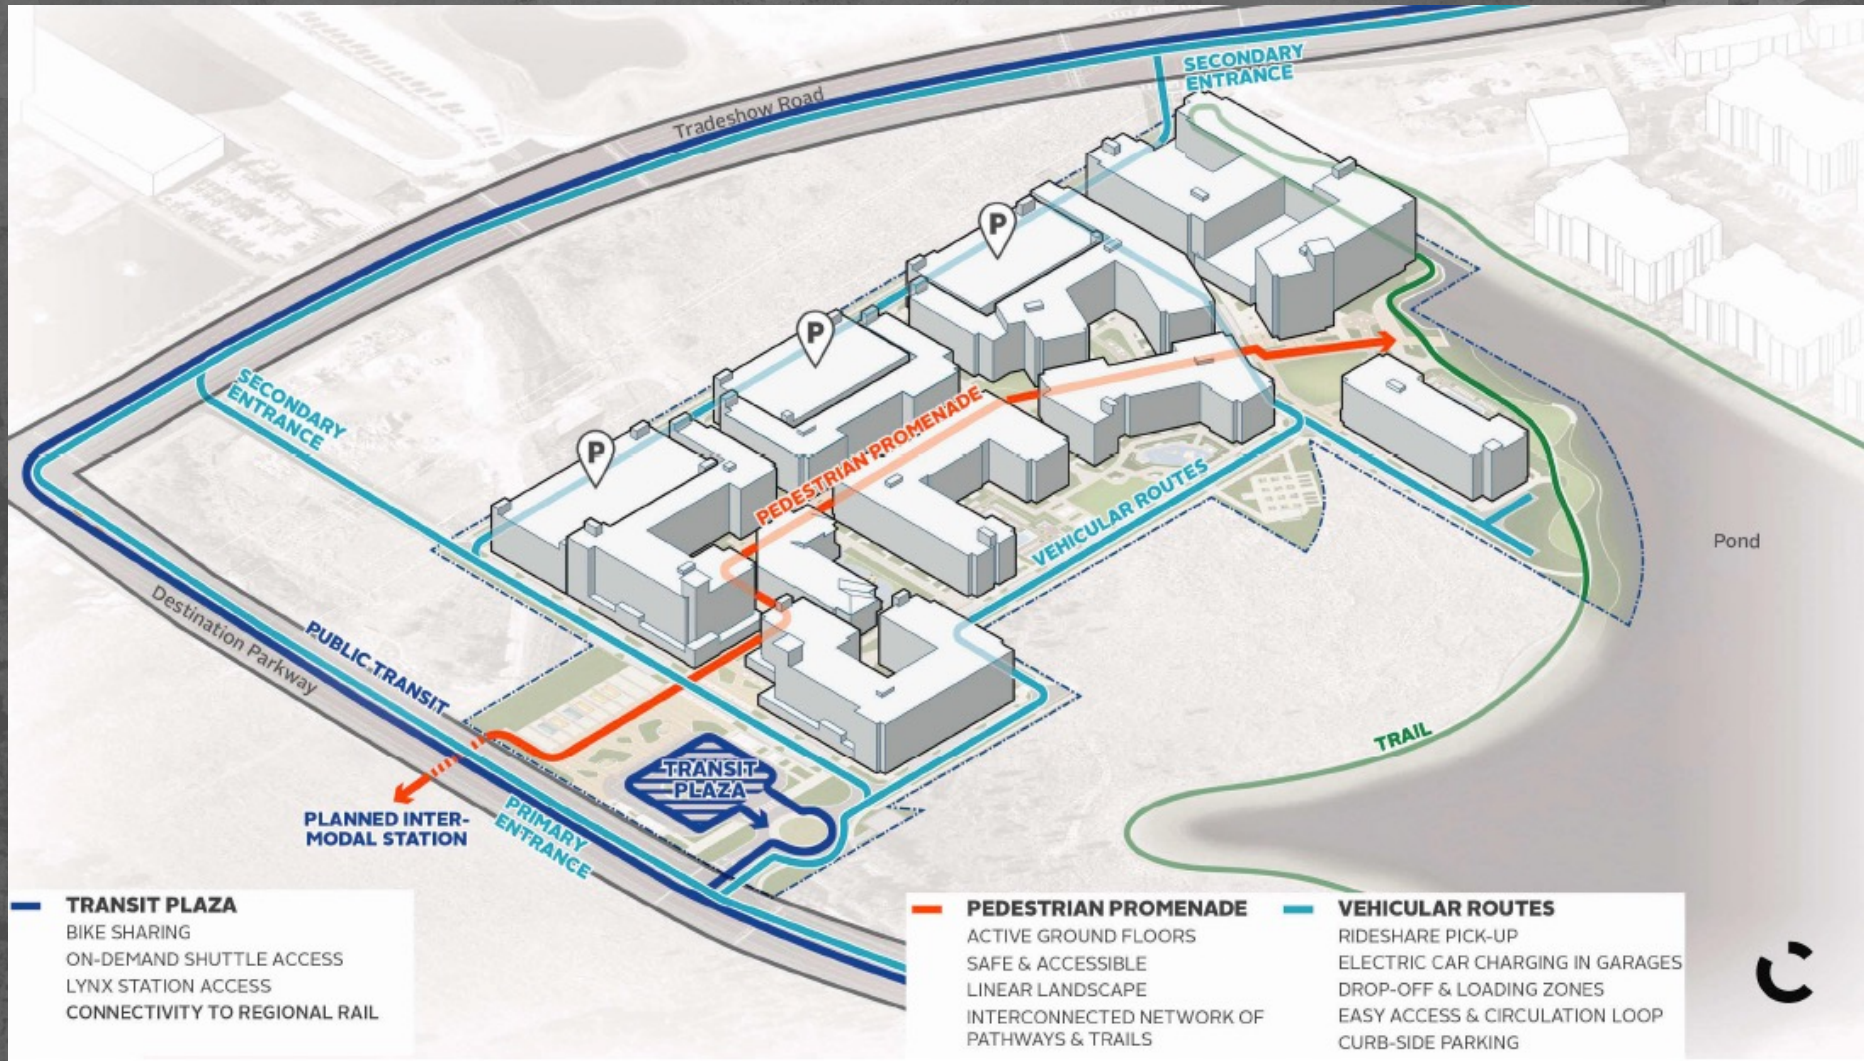 SECONDARY
ENTRANCE
Tradeshow Road
P
P
P
SECONDARY
ENTRANCE
PEDESTRIAN PROMENADE
VEHICULAR ROUTES
Pond
Destination Parkway
PUBLIC TRANSIT
TRAIL
TRANSIT
PLAZA
PLANNED INTER-
MODAL STATION
PRIMARY
ENTRANCE
TRANSIT PLAZA
BIKE SHARING
ON-DEMAND SHUTTLE ACCESS
LYNX STATION ACCESS
CONNECTIVITY TO REGIONAL RAIL
PEDESTRIAN PROMENADE
ACTIVE GROUND FLOORS
SAFE & ACCESSIBLE
LINEAR LANDSCAPE
INTERCONNECTED NETWORK OF
PATHWAYS & TRAILS
VEHICULAR ROUTES
RIDESHARE PICK-UP
ELECTRIC CAR CHARGING IN GARAGES
DROP-OFF & LOADING ZONES
EASY ACCESS & CIRCULATION LOOP
CURB-SIDE PARKING